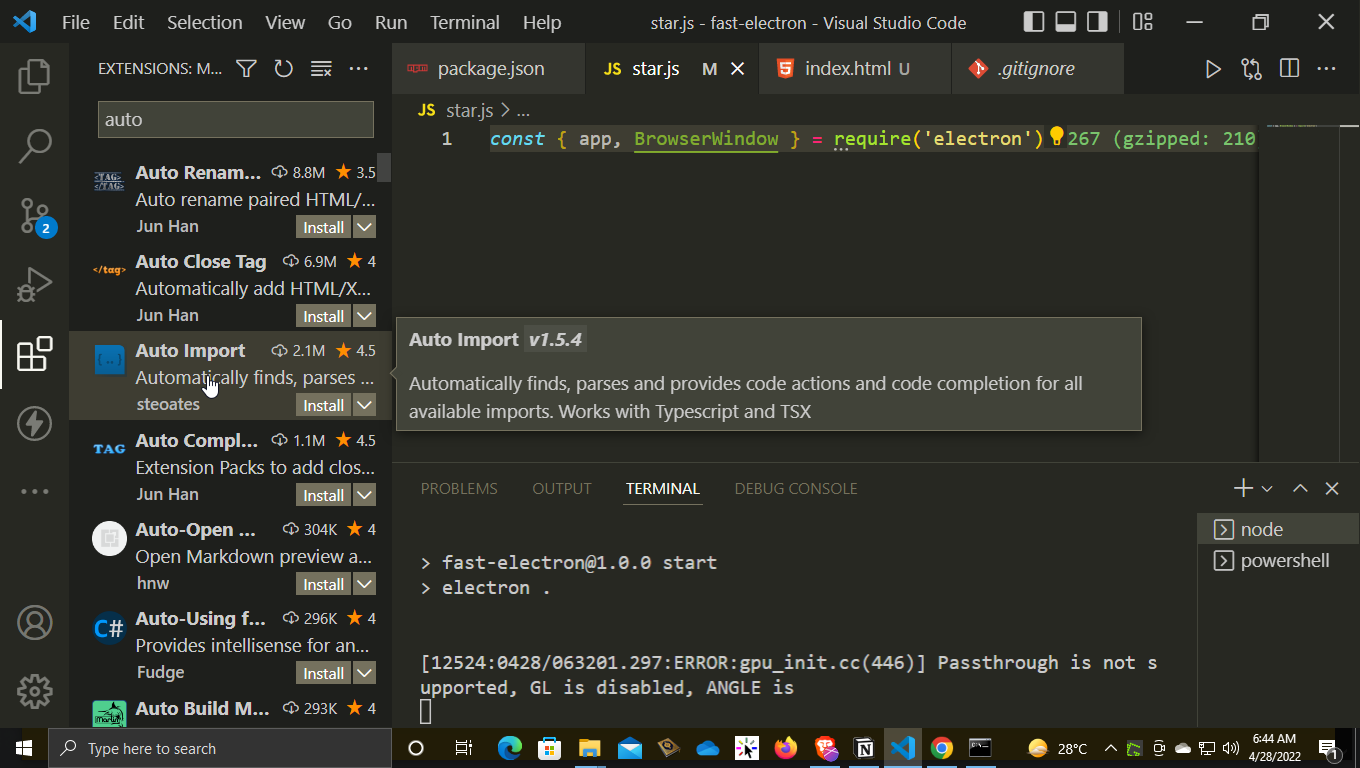 File Edit Selection View Go Run Terminal Help
star.js - fast-electron - Visual Studio Code
EXTENSIONS: M...
package.json
JS star.js M
index.html U
.gitignore
auto
JS star.js > ...
1 const { app, BrowserWindow } = require('electron') 267 (gzipped: 210
<TAG>
</TAG>
Auto Renam... 8.8M 3.5
Auto rename paired HTML/...
Jun Han Install
</tag>
Auto Close Tag 6.9M 4
Automatically add HTML/X...
Jun Han Install
{..}
Auto Import 2.1M 4.5
Automatically finds, parses ...
steoates Install
Auto Import v1.5.4
Automatically finds, parses and provides code actions and code completion for all
available imports. Works with Typescript and TSX
TAG
Auto Compl... 1.1M 4.5
Extension Packs to add clos...
Jun Han Install
Auto-Open ... 304K 4
Open Markdown preview a...
hnw Install
C#
Auto-Using f... 296K 4
Provides intellisense for an...
Fudge Install
Auto Build M... 293K 4
2
PROBLEMS OUTPUT TERMINAL DEBUG CONSOLE
> fast-electron@1.0.0 start
> electron .
[12524:0428/063201.297:ERROR:gpu_init.cc(446)] Passthrough is not s
upported, GL is disabled, ANGLE is
node
powershell
Type here to search
28°C
6:44 AM
4/28/2022
1